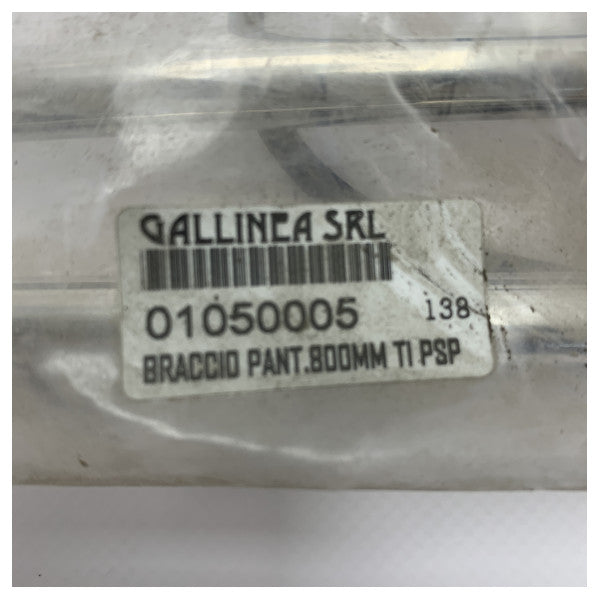 GALLINEA SRL
01050005 138
BRACCIO PANT.800MM TI PSP